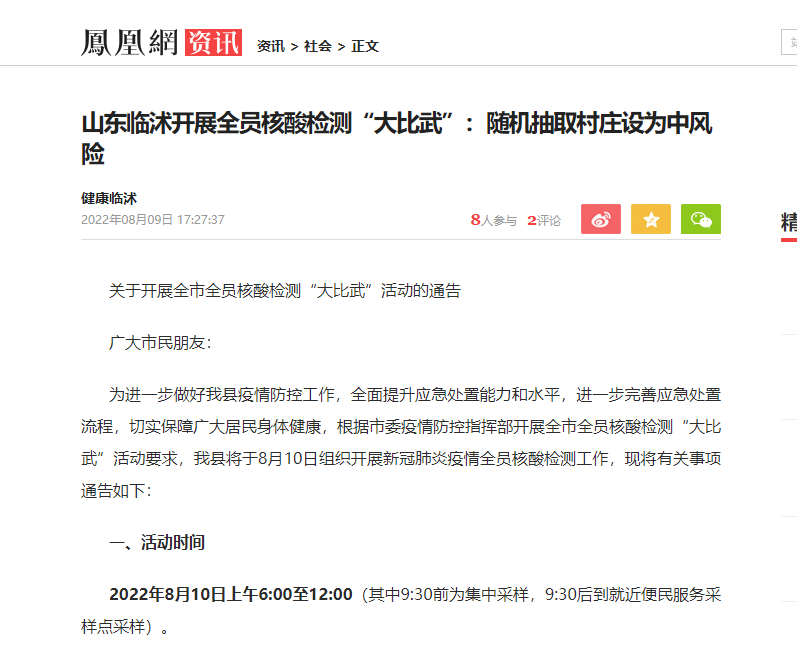 鳳凰網资讯 资讯 > 社会 > 正文
山东临沭开展全员核酸检测“大比武”：随机抽取村庄设为中风
险
健康临沭
2022年08月09日 17:27:37
8人参与 2评论
精
关于开展全市全员核酸检测“大比武”活动的通告
广大市民朋友：
为进一步做好我县疫情防控工作，全面提升应急处置能力和水平，进一步完善应急处置
流程，切实保障广大居民身体健康，根据市委疫情防控指挥部开展全市全员核酸检测“大比
武”活动要求，我县将于8月10日组织开展新冠肺炎疫情全员核酸检测工作，现将有关事项
通告如下：
一、活动时间
2022年8月10日上午6:00至12:00（其中9:30前为集中采样，9:30后到就近便民服务采
样点采样）。